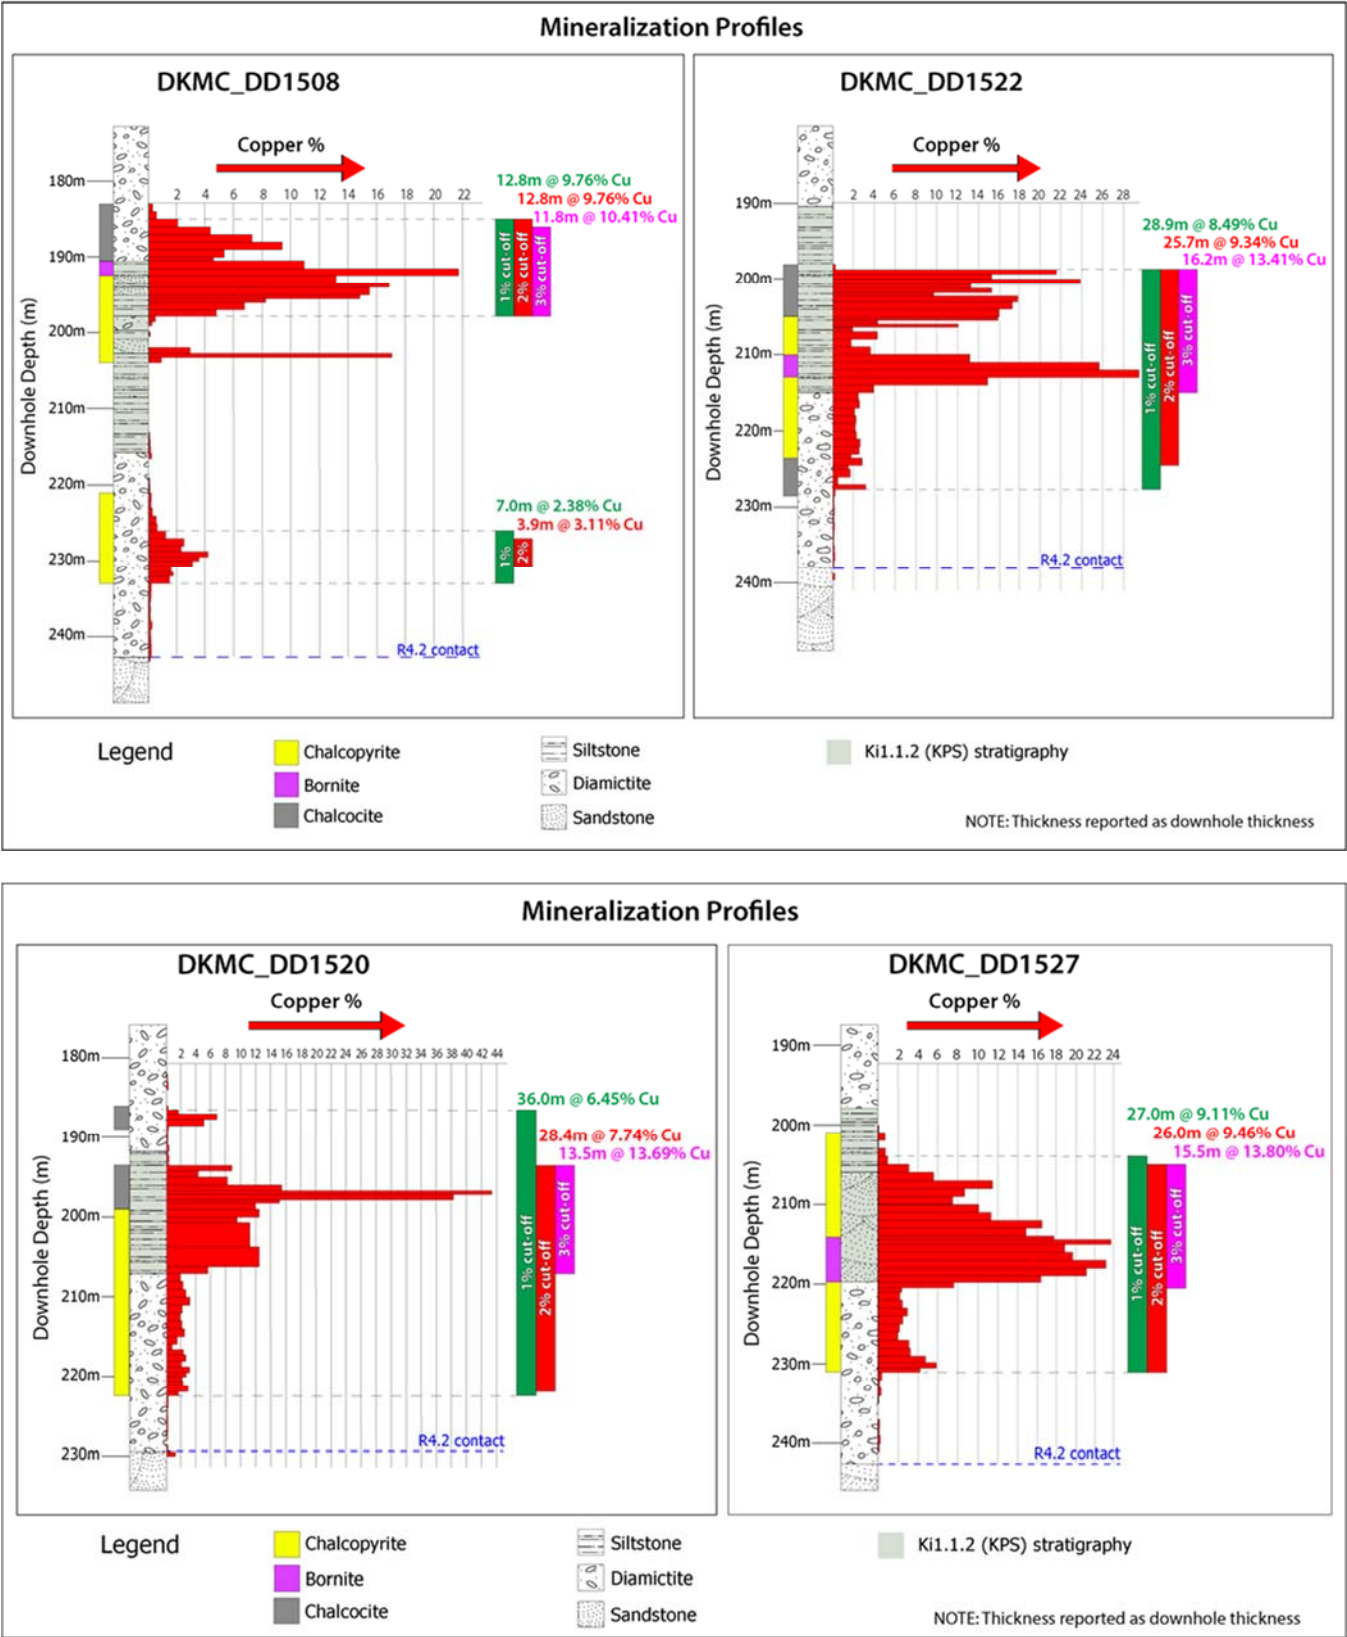 Mineralization Profiles
DKMC_DD1508
Copper %
2 4 6 8 10 12 14 16 18 20 22
Downhole Depth (m)
180m
190m
200m
210m
220m
230m
240m
12.8m @ 9.76% Cu
12.8m @ 9.76% Cu
11.8m @ 10.41% Cu
1% cut-off
2% cut-off
3% cut-off
7.0m @ 2.38% Cu
3.9m @ 3.11% Cu
1%
2%
R4.2 contact
DKMC_DD1522
Copper %
2 4 6 8 10 12 14 16 18 20 22 24 26 28
Downhole Depth (m)
190m
200m
210m
220m
230m
240m
28.9m @ 8.49% Cu
25.7m @ 9.34% Cu
16.2m @ 13.41% Cu
1% cut-off
2% cut-off
3% cut-off
R4.2 contact
Legend
Chalcopyrite
Bornite
Chalcocite
Siltstone
Diamictite
Sandstone
Ki1.1.2 (KPS) stratigraphy
NOTE: Thickness reported as downhole thickness
Mineralization Profiles
DKMC_DD1520
Copper %
2 4 6 8 10 12 14 16 18 20 22 24 26 28 30 32 34 36 38 40 42 44
Downhole Depth (m)
180m
190m
200m
210m
220m
230m
36.0m @ 6.45% Cu
28.4m @ 7.74% Cu
13.5m @ 13.69% Cu
1% cut-off
2% cut-off
3% cut-off
R4.2 contact
DKMC_DD1527
Copper %
2 4 6 8 10 12 14 16 18 20 22 24
Downhole Depth (m)
190m
200m
210m
220m
230m
240m
27.0m @ 9.11% Cu
26.0m @ 9.46% Cu
15.5m @ 13.80% Cu
1% cut-off
2% cut-off
3% cut-off
R4.2 contact
Legend
Chalcopyrite
Bornite
Chalcocite
Siltstone
Diamictite
Sandstone
Ki1.1.2 (KPS) stratigraphy
NOTE: Thickness reported as downhole thickness